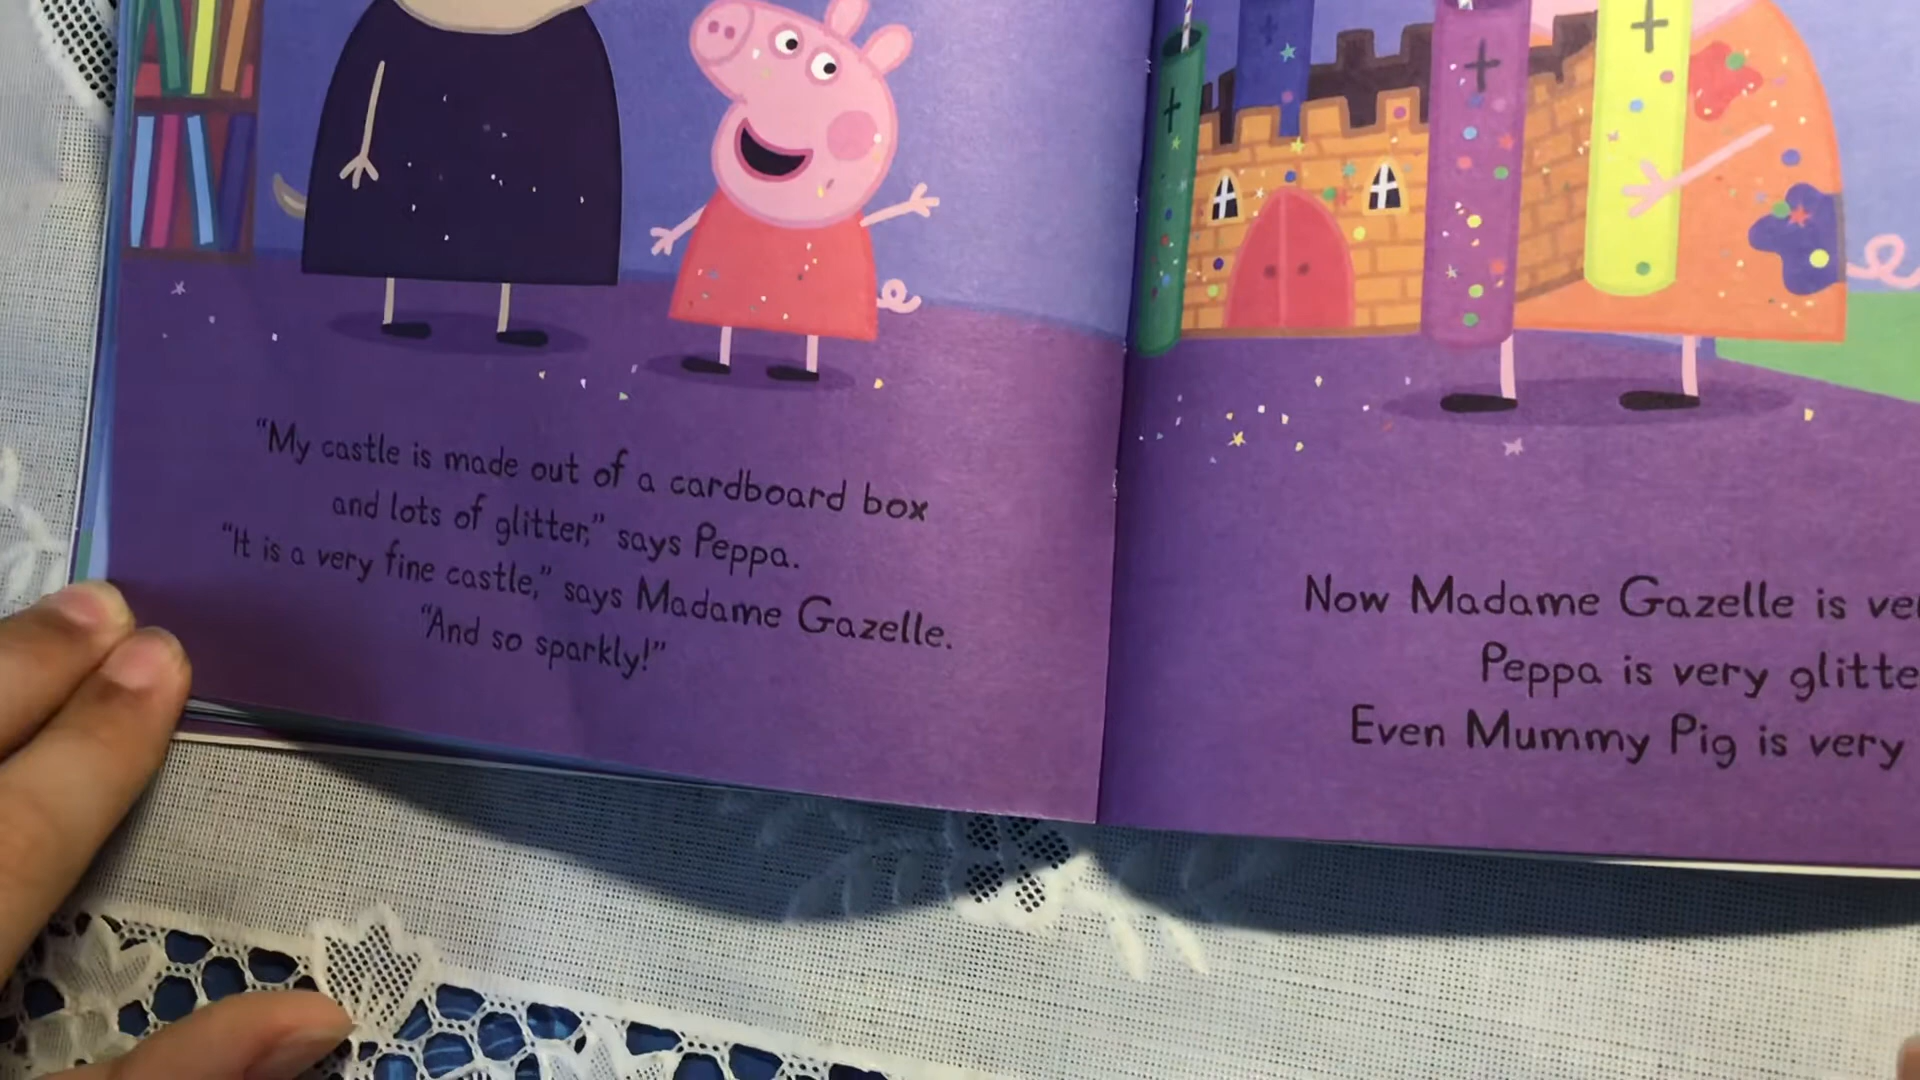 "My castle is made out of a cardboard box
and lots of glitter," says Peppa.
"It is a very fine castle," says Madame Gazelle.
"And so sparkly!"
Now Madame Gazelle is
Peppa is very
Even Mummy Pig is very